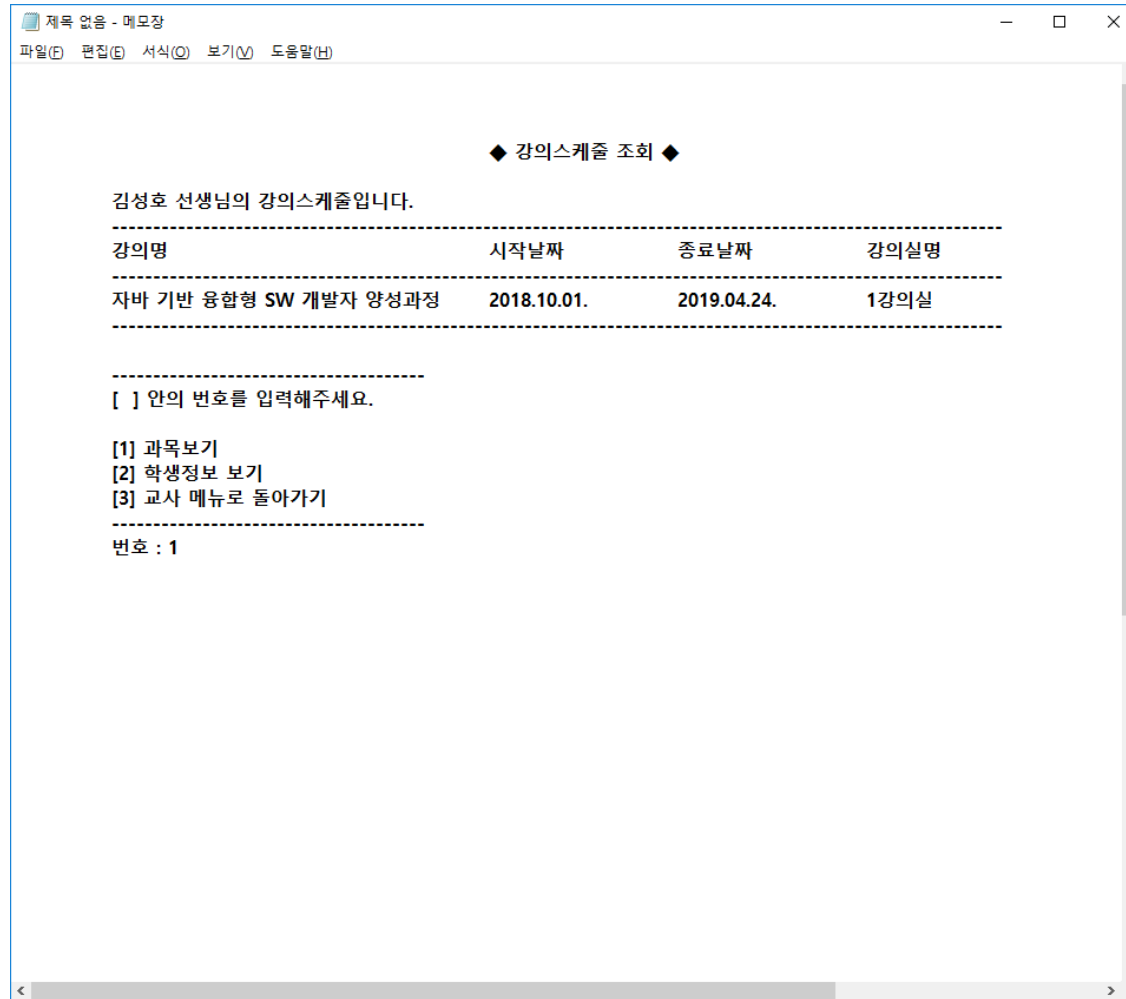 제목 없음 - 메모장
파일(F) 편집(E) 서식(O) 보기(V) 도움말(H)
◆ 강의스케줄 조회 ◆
김성호 선생님의 강의스케줄입니다.
------------------------------------------------------------------------------------------------------------
강의명 시작날짜 종료날짜 강의실명
------------------------------------------------------------------------------------------------------------
자바 기반 융합형 SW 개발자 양성과정 2018.10.01. 2019.04.24. 1강의실
------------------------------------------------------------------------------------------------------------
--------------------------------------
[ ] 안의 번호를 입력해주세요.
[1] 과목보기
[2] 학생정보 보기
[3] 교사 메뉴로 돌아가기
--------------------------------------
번호 : 1